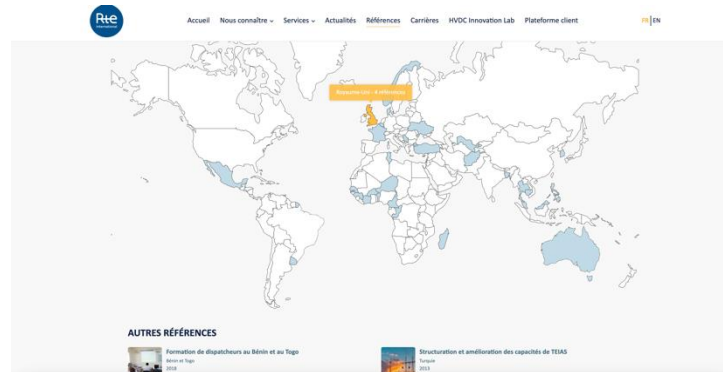 Rte
international
Accueil Nous connaître Services Actualités Références Carrières HVDC Innovation Lab Plateforme client FR|EN
Royaume-Uni - 4 références
AUTRES RÉFÉRENCES
Formation de dispatcheurs au Bénin et au Togo
Bénin et Togo
2018
Structuration et amélioration des capacités de TEIAS
Turquie
2013